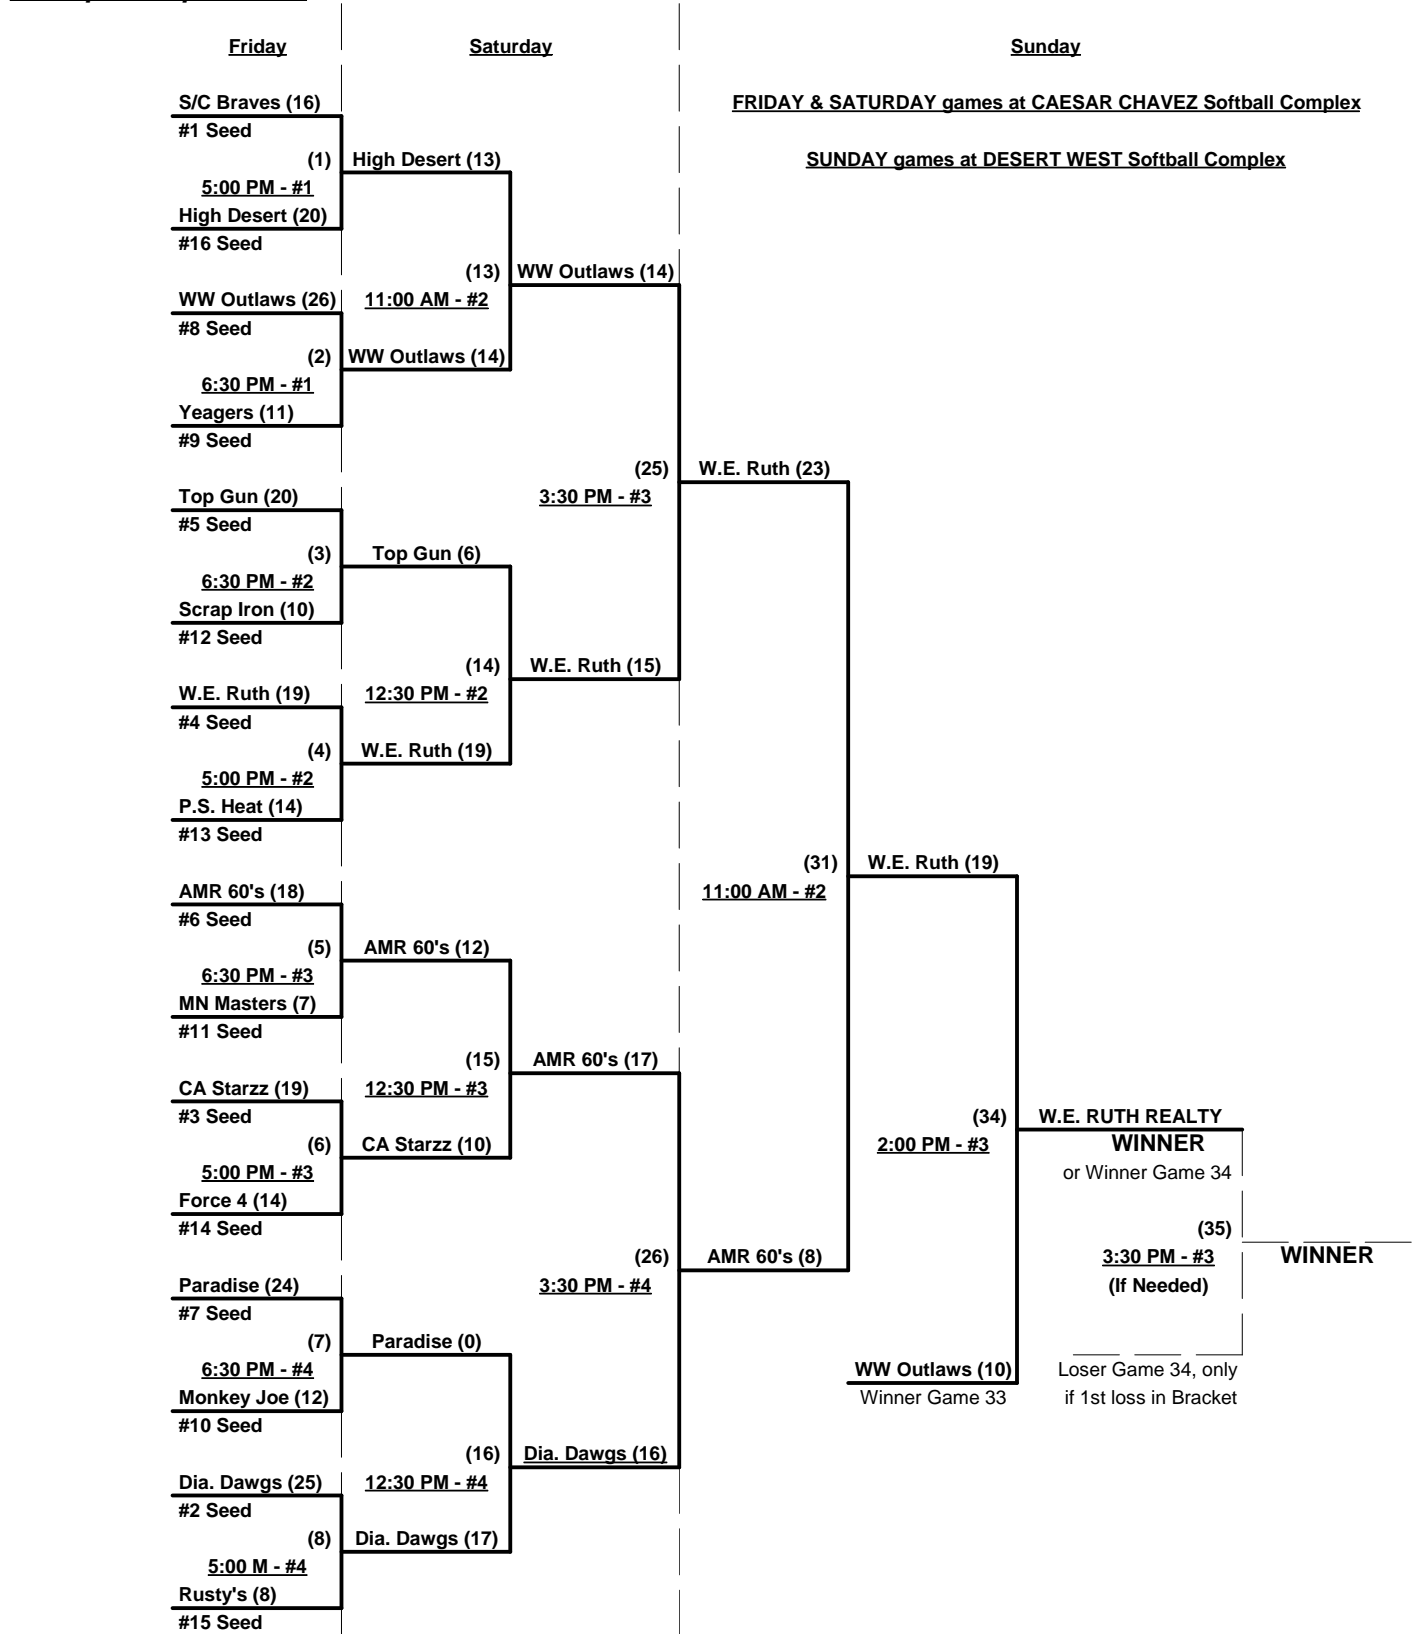 Friday
Saturday
Sunday
S/C Braves (16)
FRIDAY & SATURDAY games at CAESAR CHAVEZ Softball Complex
#1 Seed
(1)
High Desert (13)
SUNDAY games at DESERT WEST Softball Complex
5:00 PM - #1
High Desert (20)
#16 Seed
(13)
WW Outlaws (14)
WW Outlaws (26)
11:00 AM - #2
#8 Seed
(2)
WW Outlaws (14)
6:30 PM - #1
Yeagers (11)
#9 Seed
(25)
W.E. Ruth (23)
Top Gun (20)
3:30 PM - #3
#5 Seed
(3)
Top Gun (6)
6:30 PM - #2
Scrap Iron (10)
#12 Seed
(14)
W.E. Ruth (15)
W.E. Ruth (19)
12:30 PM - #2
#4 Seed
(4)
W.E. Ruth (19)
5:00 PM - #2
P.S. Heat (14)
#13 Seed
(31)
W.E. Ruth (19)
AMR 60's (18)
11:00 AM - #2
#6 Seed
(5)
AMR 60's (12)
6:30 PM - #3
MN Masters (7)
#11 Seed
(15)
AMR 60's (17)
CA Starzz (19)
12:30 PM - #3
#3 Seed
(34)
W.E. RUTH REALTY
(6)
CA Starzz (10)
2:00 PM - #3
WINNER
5:00 PM - #3
or Winner Game 34
Force 4 (14)
#14 Seed
(35)
(26)
AMR 60's (8)
3:30 PM - #3
WINNER
Paradise (24)
3:30 PM - #4
(If Needed)
#7 Seed
(7)
Paradise (0)
6:30 PM - #4
WW Outlaws (10)
Loser Game 34, only
Monkey Joe (12)
Winner Game 33
if 1st loss in Bracket
#10 Seed
(16)
Dia. Dawgs (16)
Dia. Dawgs (25)
12:30 PM - #4
#2 Seed
(8)
Dia. Dawgs (17)
5:00 M - #4
Rusty's (8)
#15 Seed